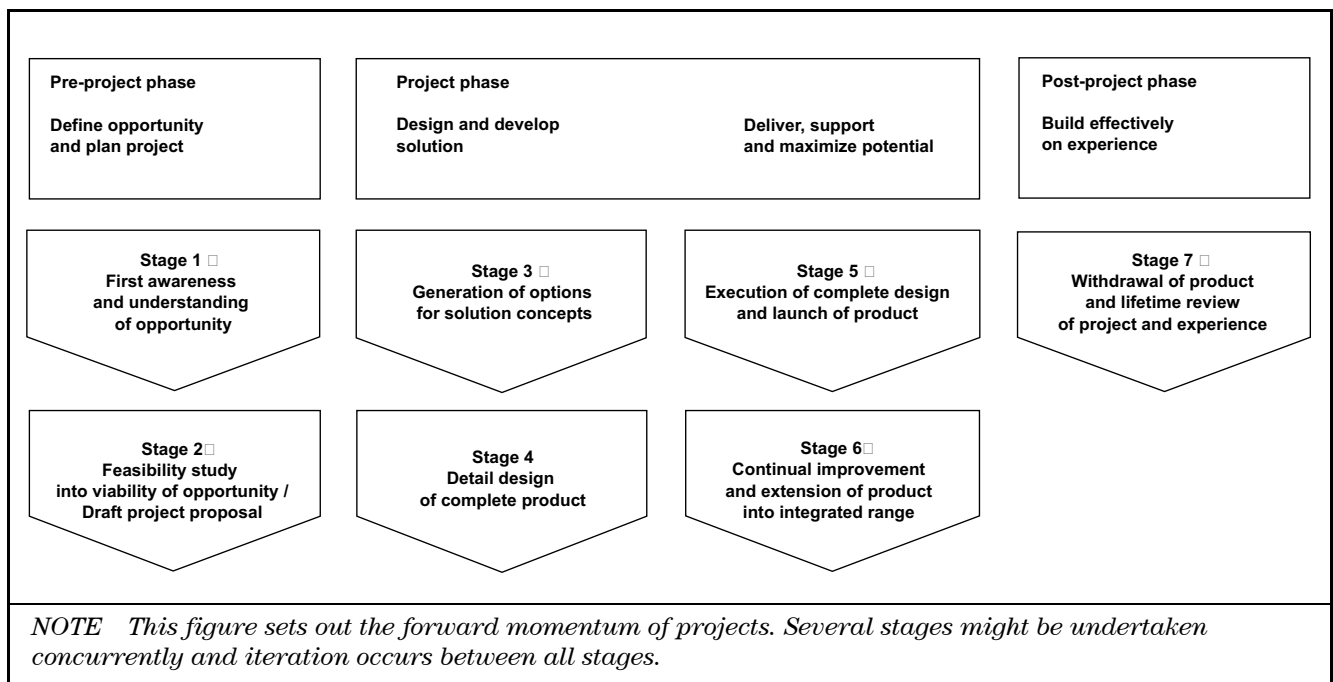 Pre-project phase
Define opportunity
and plan project
Project phase
Design and develop
solution
Deliver, support
and maximize potential
Post-project phase
Build effectively
on experience
Stage 1
First awareness
and understanding
of opportunity
Stage 3
Generation of options
for solution concepts
Stage 5
Execution of complete design
and launch of product
Stage 7
Withdrawal of product
and lifetime review
of project and experience
Stage 2
Feasibility study
into viability of opportunity /
Draft project proposal
Stage 4
Detail design
of complete product
Stage 6
Continual improvement
and extension of product
into integrated range
NOTE This figure sets out the forward momentum of projects. Several stages might be undertaken
concurrently and iteration occurs between all stages.